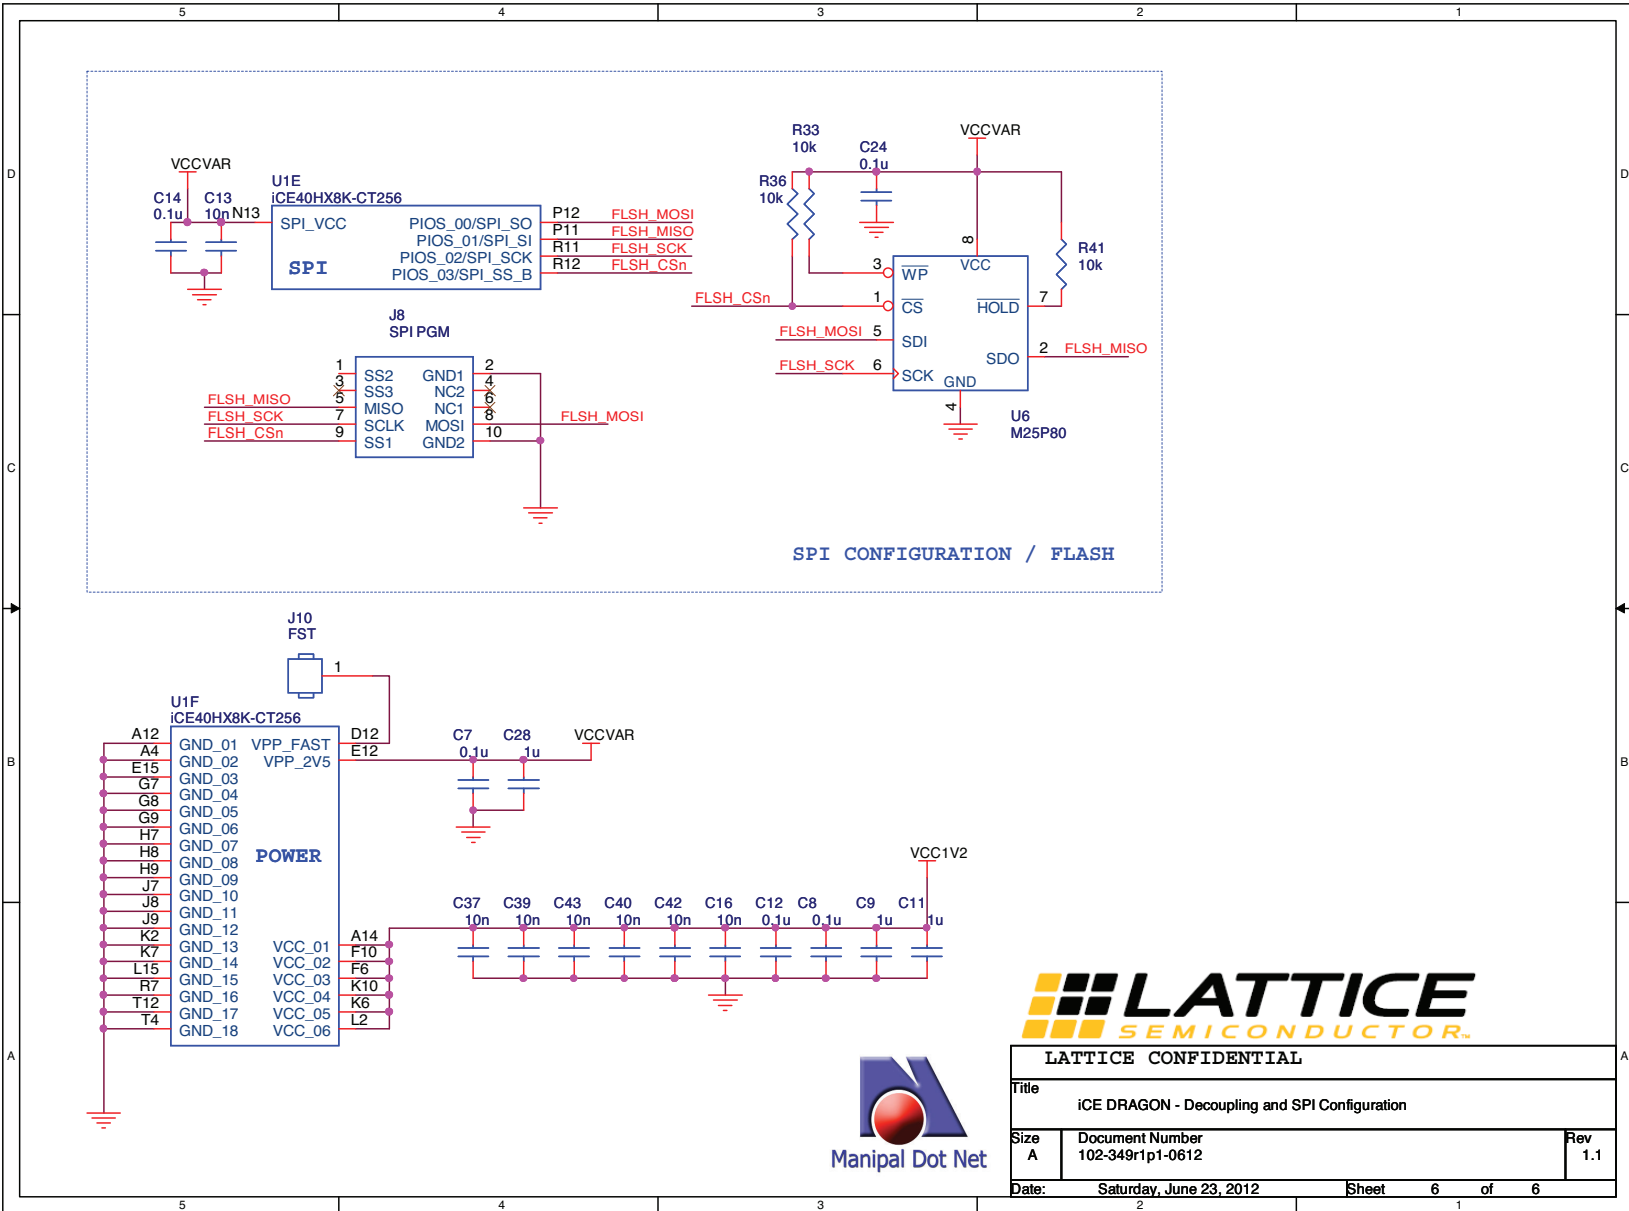 5 4 3 2 1
D
D
C
C
B
B
A
A
VCCVAR
C14
0.1u
C13
10n
N13
U1E
iCE40HX8K-CT256
SPI_VCC
SPI
PIOS_00/SPI_SO P12 FLSH_MOSI
PIOS_01/SPI_SI P11 FLSH_MISO
PIOS_02/SPI_SCK R11 FLSH_SCK
PIOS_03/SPI_SS_B R12 FLSH_CSn
J8
SPI PGM
1 SS2 GND1 2
3 SS3 NC2 4
FLSH_MISO 5 MISO NC1 6
FLSH_SCK 7 SCLK MOSI 8 FLSH_MOSI
FLSH_CSn 9 SS1 GND2 10
R33
10k
C24
0.1u
VCCVAR
R36
10k
R41
10k
8
VCC
3 WP
FLSH_CSn 1 CS
HOLD 7
FLSH_MOSI 5 SDI
SDO 2 FLSH_MISO
FLSH_SCK 6 SCK
GND
4
U6
M25P80
SPI CONFIGURATION / FLASH
J10
FST
1
U1F
iCE40HX8K-CT256
A12 GND_01 VPP_FAST D12
A4 GND_02 VPP_2V5 E12
E15 GND_03
G7 GND_04
G8 GND_05
G9 GND_06
H7 GND_07
H8 GND_08
H9 GND_09
J7 GND_10
J8 GND_11
J9 GND_12
K2 GND_13 VCC_01 A14
K7 GND_14 VCC_02 F10
L15 GND_15 VCC_03 F6
R7 GND_16 VCC_04 K10
T12 GND_17 VCC_05 K6
T4 GND_18 VCC_06 L2
POWER
C7
0.1u
C28
1u
VCCVAR
VCC1V2
C37 C39 C43 C40 C42 C16 C12 C8 C9 C11
10n 10n 10n 10n 10n 10n 0.1u 0.1u 1u 1u
Manipal Dot Net
LATTICE
SEMICONDUCTOR™
LATTICE CONFIDENTIAL
Title
iCE DRAGON - Decoupling and SPI Configuration
Size
A
Document Number
102-349r1p1-0612
Rev
1.1
Date: Saturday, June 23, 2012 Sheet 6 of 6
5 4 3 2 1